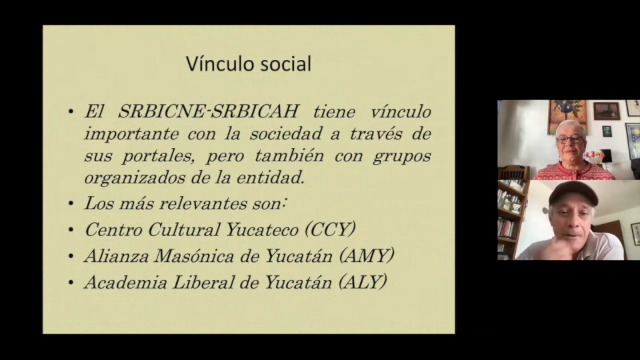 Vínculo social
• El SRBICNE-SRBICAH tiene vínculo
importante con la sociedad a través de
sus portales, pero también con grupos
organizados de la entidad.
• Los más relevantes son:
• Centro Cultural Yucateco (CCY)
• Alianza Masónica de Yucatán (AMY)
• Academia Liberal de Yucatán (ALY)